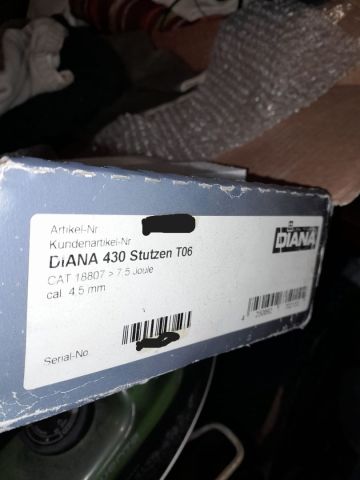 Artikel-Nr
Kundenartikel-Nr
DIANA 430 Stutzen T06
CAT 18807 > 7.5 Joule
cal. 4,5 mm
DIANA
Serial-No.